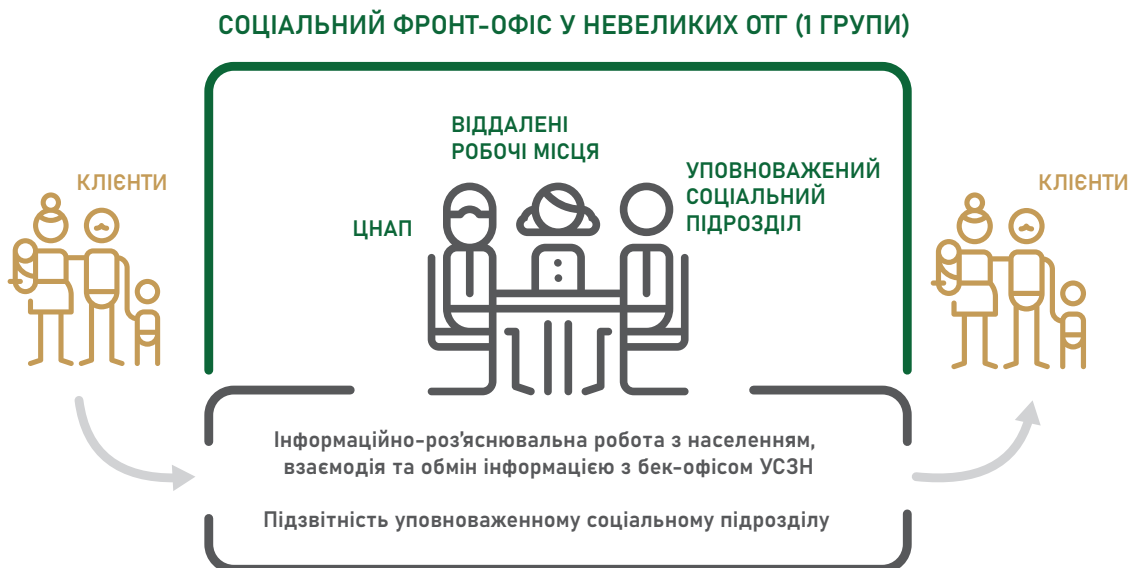 СОЦІАЛЬНИЙ ФРОНТ-ОФІС У НЕВЕЛИКИХ ОТГ (1 ГРУПИ)
КЛІЄНТИ
ЦНАП
ВІДДАЛЕНІ
РОБОЧІ МІСЦЯ
УПОВНОВАЖЕНИЙ
СОЦІАЛЬНИЙ
ПІДРОЗДІЛ
КЛІЄНТИ
Інформаційно-роз'яснювальна робота з населенням,
взаємодія та обмін інформацією з бек-офісом УСЗН
Підзвітність уповноваженному соціальному підрозділу